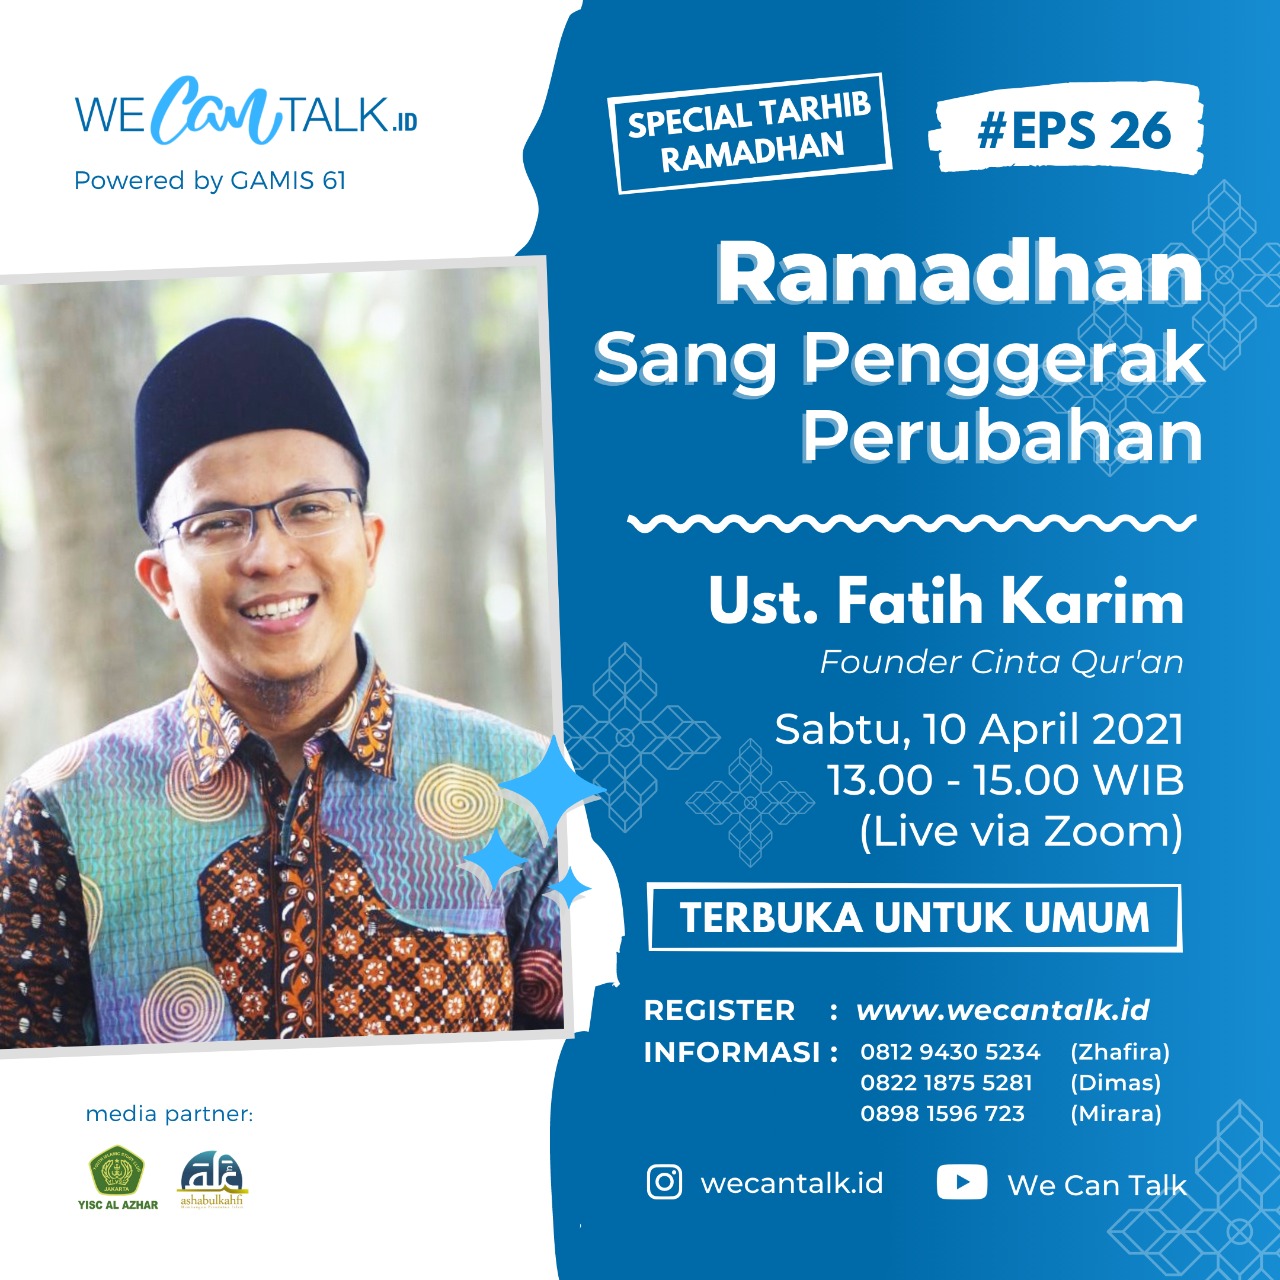 WE Can TALK.ID
Powered by GAMIS 61
SPECIAL TARHIB
RAMADHAN
#EPS 26
Ramadhan
Sang Penggerak
Perubahan
Ust. Fatih Karim
Founder Cinta Qur'an
Sabtu, 10 April 2021
13.00 - 15.00 WIB
(Live via Zoom)
TERBUKA UNTUK UMUM
REGISTER : www.wecantalk.id
INFORMASI : 0812 9430 5234 (Zhafira)
0822 1875 5281 (Dimas)
0898 1596 723 (Mirara)
wecantalk.id
We Can Talk
media partner:
JAKARTA
YISC AL AZHAR
ashabulkahfi